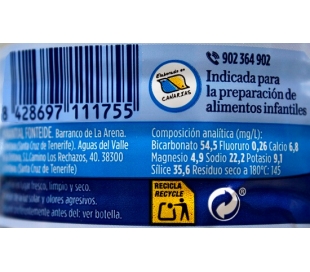 Elaborado en
CANARIAS
902 364 902
Indicada para
la preparación de
alimentos infantiles
8 428697 111755
MANANTIAL FONTEIDE. Barranco de La Arena.
(Santa Cruz de Tenerife). Aguas del Valle
S.L. Camino Los Rechazos, 40. 38300
(Santa Cruz de Tenerife)
Composición analítica (mg/L):
Bicarbonato 54,5 Fluoruro 0,26 Calcio 6,8
Magnesio 4,9 Sodio 22,2 Potasio 9,1
Sílice 35,6 Residuo seco a 180°C: 145
lugar fresco, limpio y seco.
solar y olores agresivos.
preferentemente antes del: ver botella.
RECICLA
RECYCLE